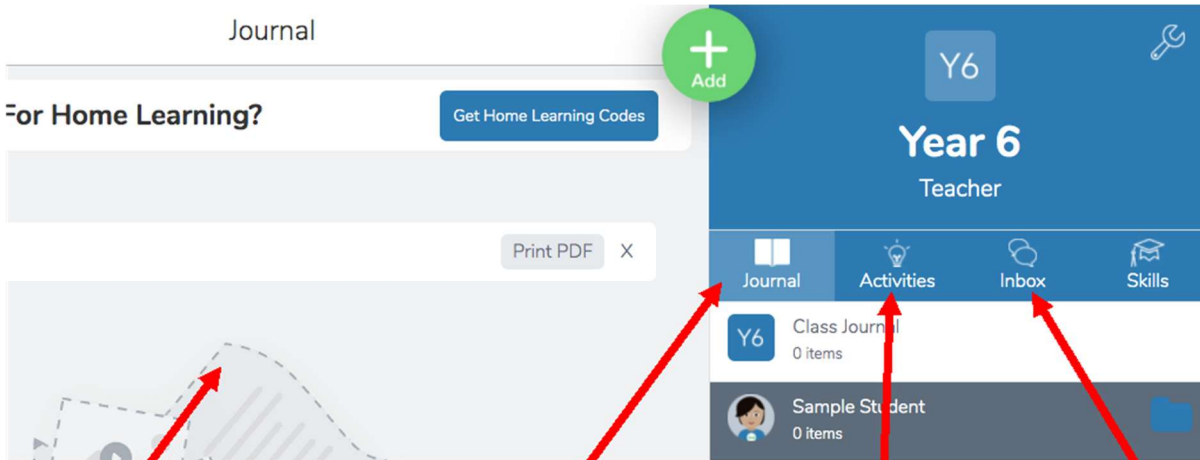 Journal
Add
Y6
For Home Learning?
Get Home Learning Codes
Year 6
Teacher
Print PDF X
Journal
Activities
Inbox
Skills
Y6
Class Journal
0 items
Sample Student
0 items